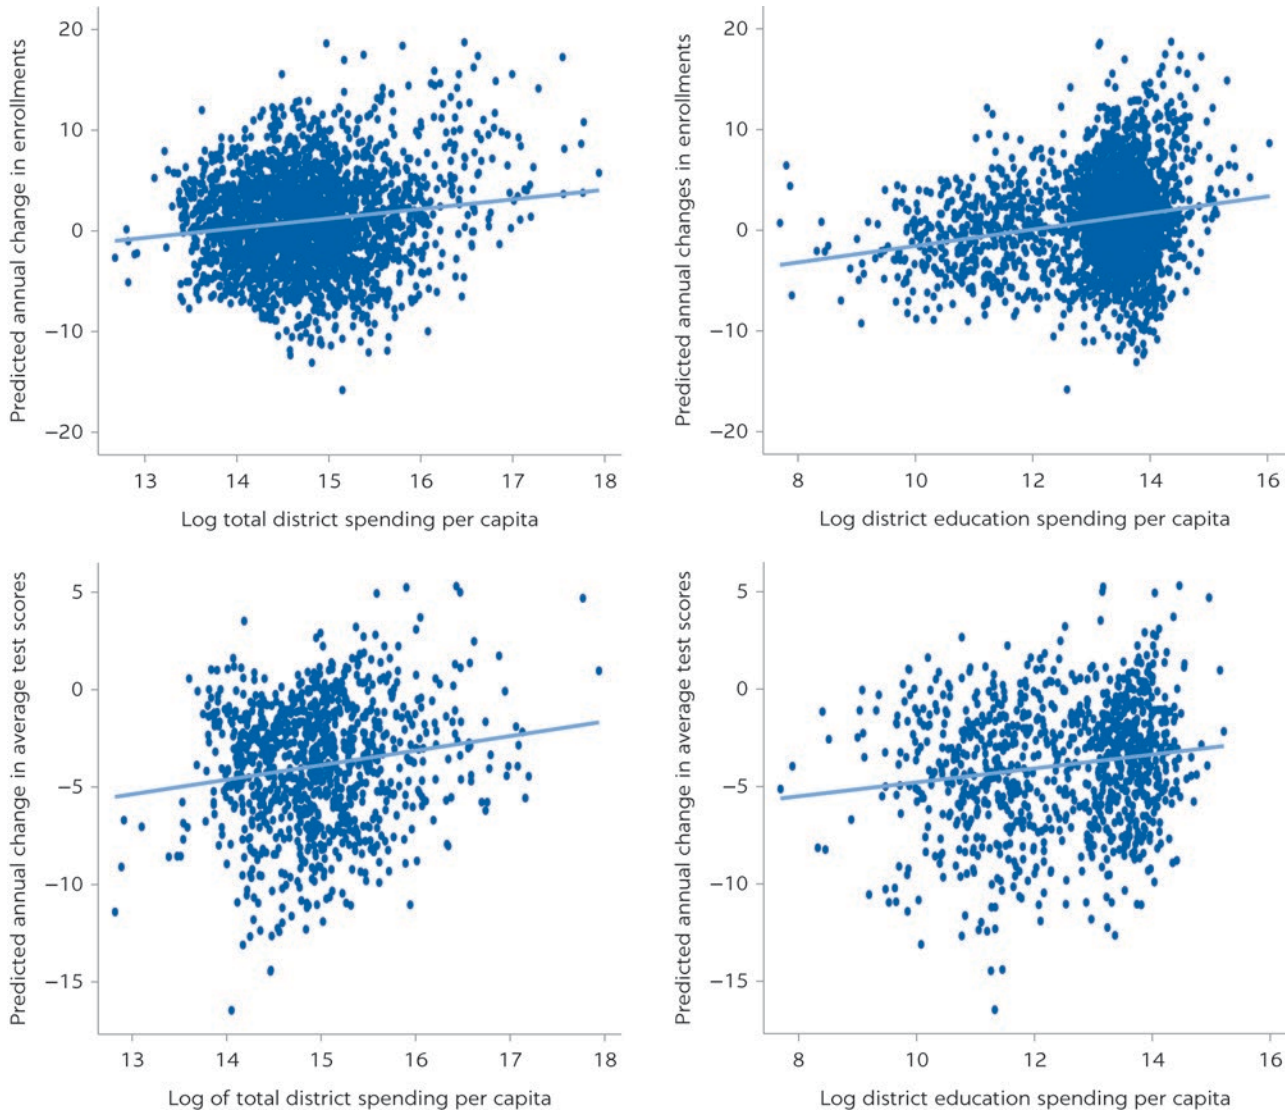 Predicted annual change in enrollments
20
10
0
−10
−20
13 14 15 16 17 18
Log total district spending per capita
Predicted annual changes in enrollments
20
10
0
−10
−20
8 10 12 14 16
Log district education spending per capita
Predicted annual change in average test scores
5
0
−5
−10
−15
13 14 15 16 17 18
Log of total district spending per capita
Predicted annual change in average test scores
5
0
−5
−10
−15
8 10 12 14 16
Log district education spending per capita